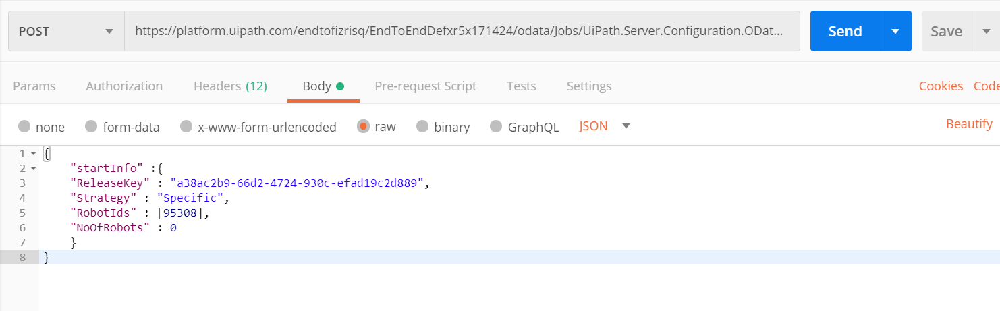 POST https://platform.uipath.com/endtofizrisq/EndToEndDefxr5x171424/odata/Jobs/UiPath.Server.Configuration.ODat... Send Save
Params Authorization Headers (12) Body Pre-request Script Tests Settings Cookies Code
none form-data x-www-form-urlencoded raw binary GraphQL JSON Beautify
1 {
2 "startInfo" :{
3 "ReleaseKey" : "a38ac2b9-66d2-4724-930c-efad19c2d889",
4 "Strategy" : "Specific",
5 "RobotIds" : [95308],
6 "NoOfRobots" : 0
7 }
8 }